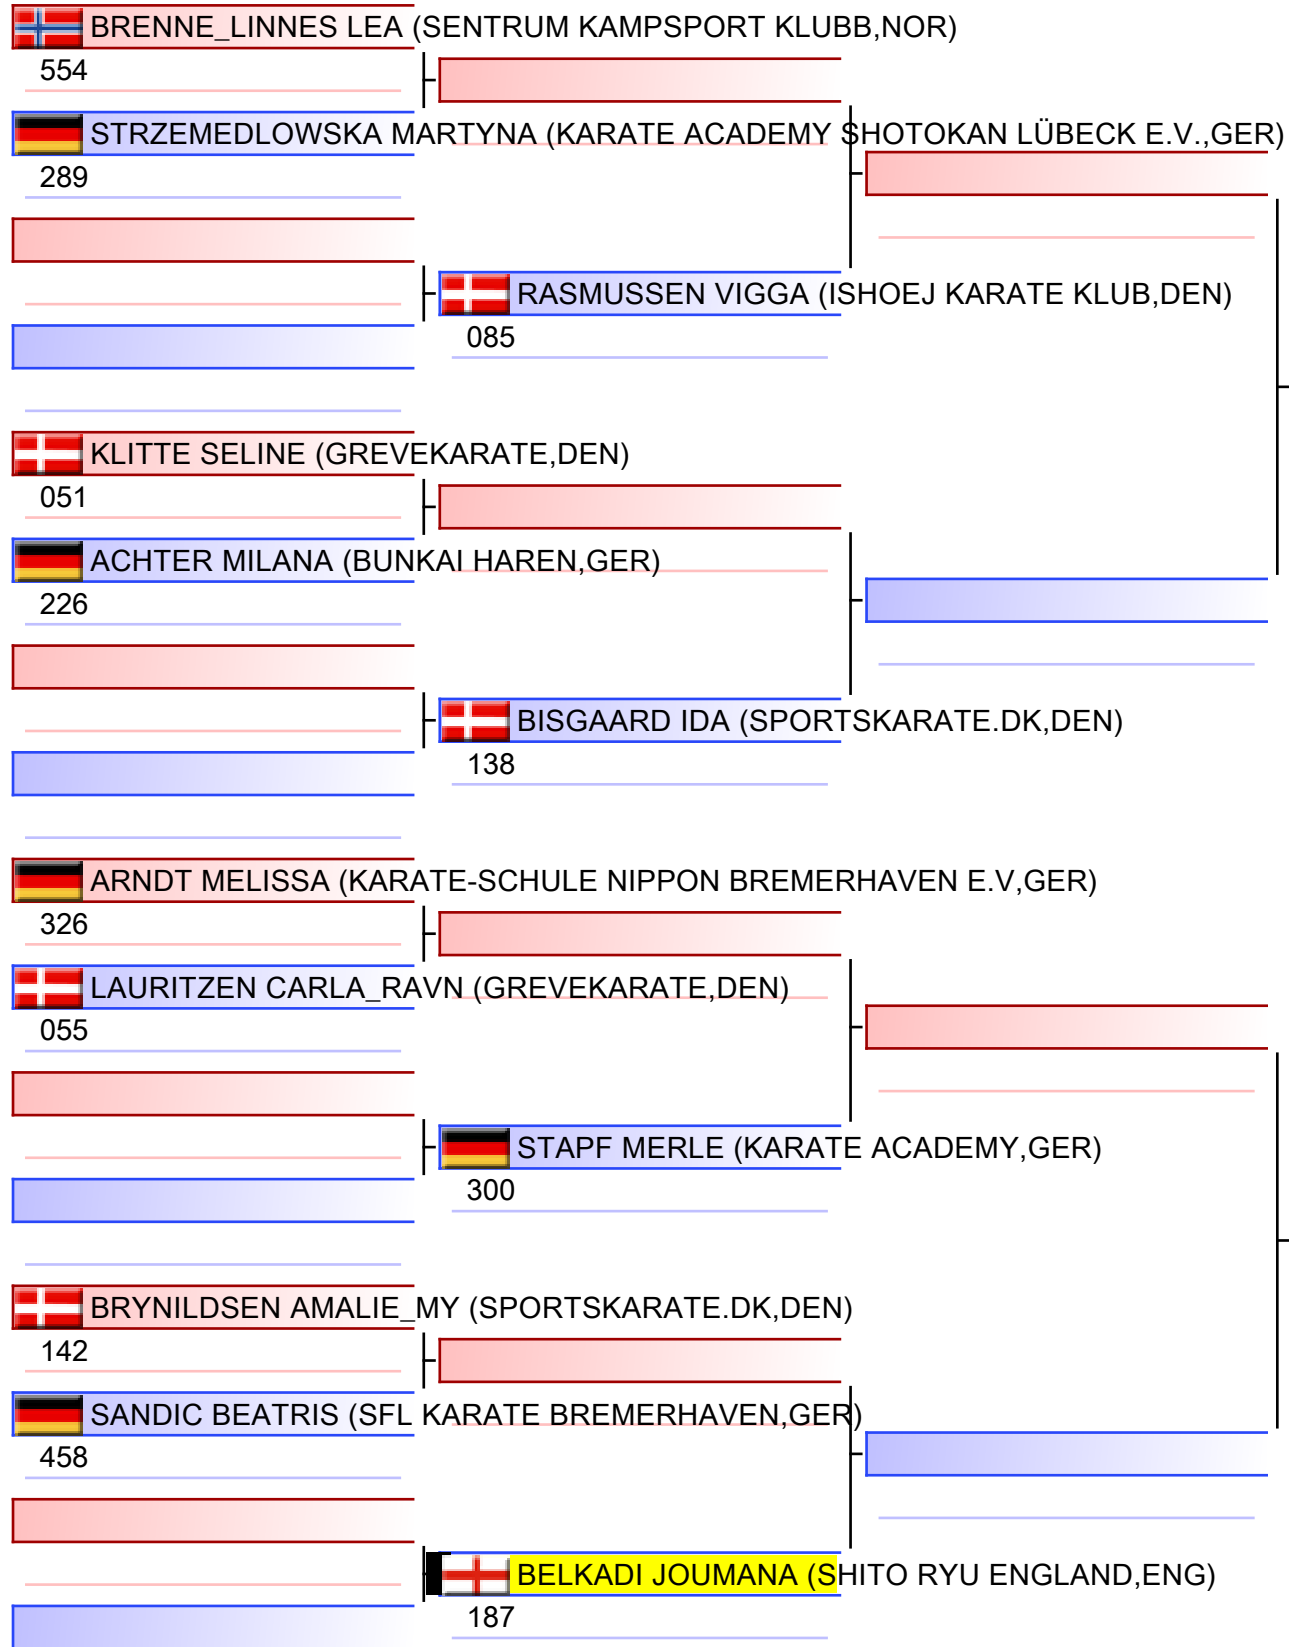 BRENNE_LINNES LEA (SENTRUM KAMPSPORT KLUBB,NOR)
554
STRZEMEDLOWSKA MARTYNA (KARATE ACADEMY SHOTOKAN LÜBECK E.V.,GER)
289
RASMUSSEN VIGGA (ISHOEJ KARATE KLUB,DEN)
085
KLITTE SELINE (GREVEKARATE,DEN)
051
ACHTER MILANA (BUNKAI HAREN,GER)
226
BISGAARD IDA (SPORTSKARATE.DK,DEN)
138
ARNDT MELISSA (KARATE-SCHULE NIPPON BREMERHAVEN E.V,GER)
326
LAURITZEN CARLA_RAVN (GREVEKARATE,DEN)
055
STAPF MERLE (KARATE ACADEMY,GER)
300
BRYNILDSEN AMALIE_MY (SPORTSKARATE.DK,DEN)
142
SANDIC BEATRIS (SFL KARATE BREMERHAVEN,GER)
458
BELKADI JOUMANA (SHITO RYU ENGLAND,ENG)
187